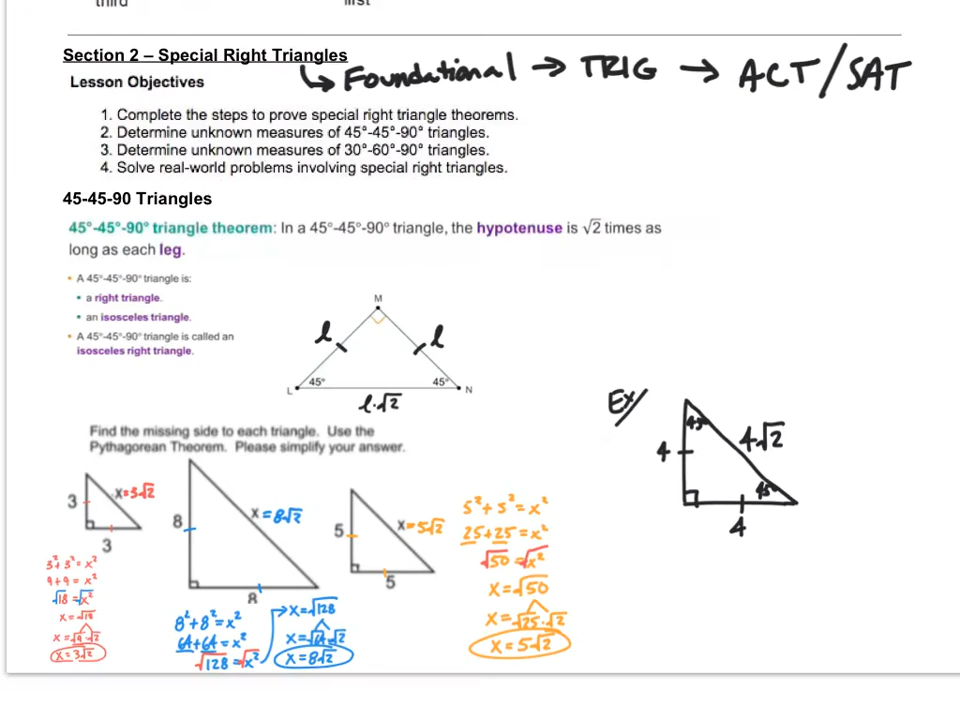 third
first
Section 2 – Special Right Triangles
↳ Foundational → TRIG → ACT/SAT
Lesson Objectives
1. Complete the steps to prove special right triangle theorems.
2. Determine unknown measures of 45°-45°-90° triangles.
3. Determine unknown measures of 30°-60°-90° triangles.
4. Solve real-world problems involving special right triangles.
45-45-90 Triangles
45°-45°-90° triangle theorem: In a 45°-45°-90° triangle, the hypotenuse is √2 times as
long as each leg.
• A 45°-45°-90° triangle is:
• a right triangle.
• an isosceles triangle.
• A 45°-45°-90° triangle is called an
isosceles right triangle.
M
l
l
45°
45°
L
N
l·√2
Ex/
45°
4
4√2
45°
4
Find the missing side to each triangle. Use the
Pythagorean Theorem. Please simplify your answer.
3
x=3√2
3
3²+3²=x²
9+9=x²
√18=√x²
x=√18
x=√9·√2
x=3√2
8
x=8√2
8
8²+8²=x²
64+64=x²
√128=√x²
x=√128
x=√64·√2
x=8√2
5
x=5√2
5
5²+5²=x²
25+25=x²
√50=√x²
x=√50
x=√25·√2
x=5√2